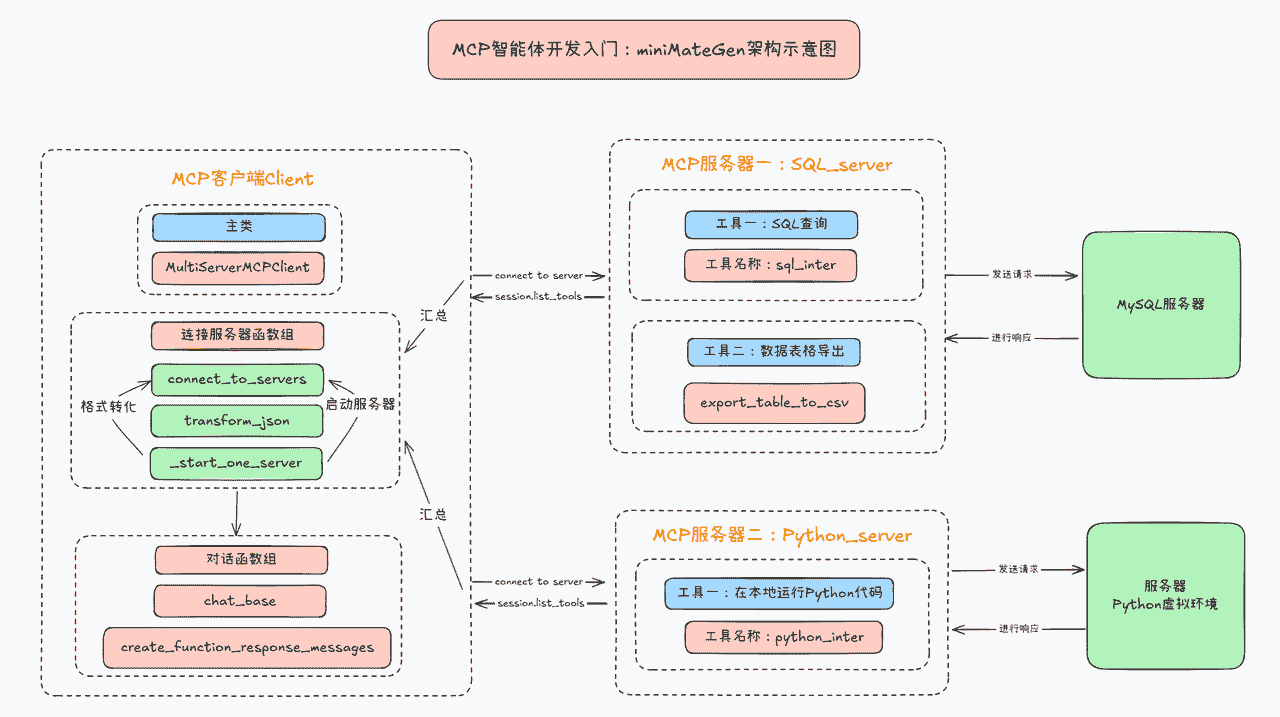 MCP智能体开发入门：miniMateGen架构示意图
MCP客户端Client
主类
MultiServerMCPClient
连接服务器函数组
connect_to_servers
格式转化
启动服务器
transform_json
_start_one_server
对话函数组
chat_base
create_function_response_messages
汇总
汇总
connect to server
session.list_tools
connect to server
session.list_tools
MCP服务器一：SQL_server
工具一：SQL查询
工具名称：sql_inter
工具二：数据表格导出
export_table_to_csv
发送请求
进行响应
MySQL服务器
MCP服务器二：Python_server
工具一：在本地运行Python代码
工具名称：python_inter
发送请求
进行响应
服务器
Python虚拟环境